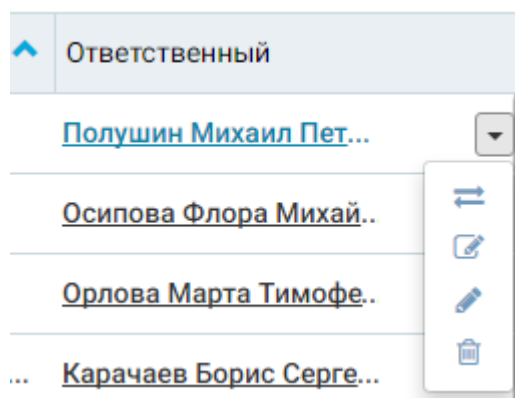 Ответственный
Полушин Михаил Пет...
Осипова Флора Михай..
Орлова Марта Тимофе..
... Карачаев Борис Серге...